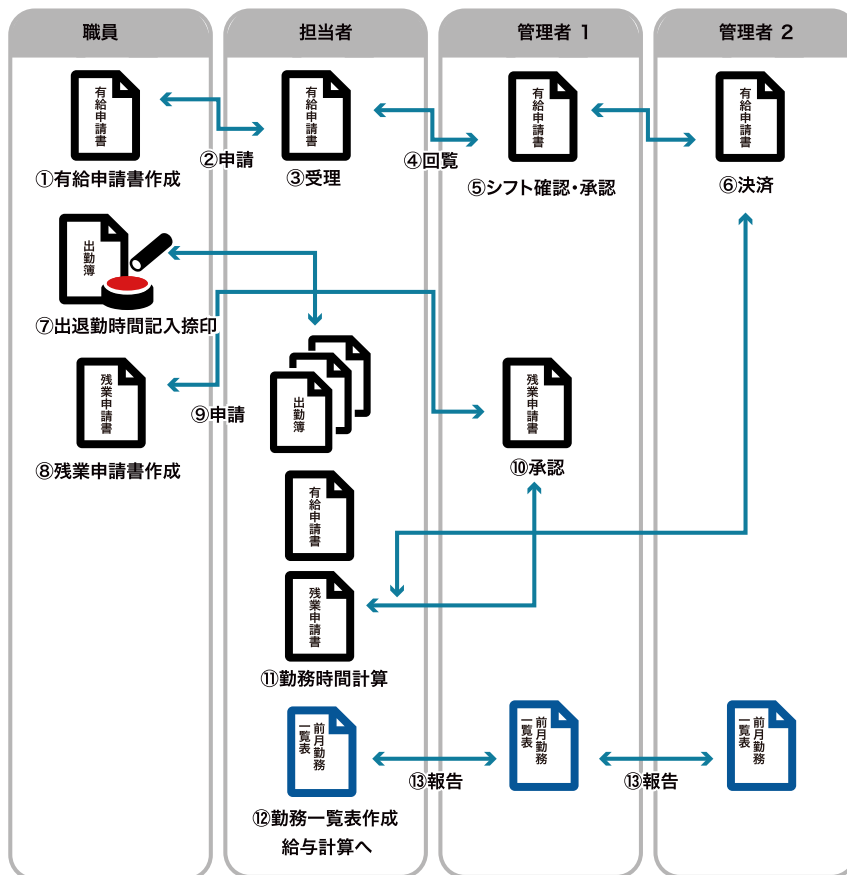 職員
担当者
管理者 1
管理者 2
有給申請書
有給申請書
有給申請書
有給申請書
①有給申請書作成
②申請
③受理
④回覧
⑤シフト確認・承認
⑥決済
出勤簿
⑦出退勤時間記入捺印
残業申請書
⑨申請
出勤簿
残業申請書
⑧残業申請書作成
⑩承認
有給申請書
残業申請書
⑪勤務時間計算
前月勤務
一覧表
前月勤務
一覧表
前月勤務
一覧表
⑬報告
⑬報告
⑫勤務一覧表作成
給与計算へ